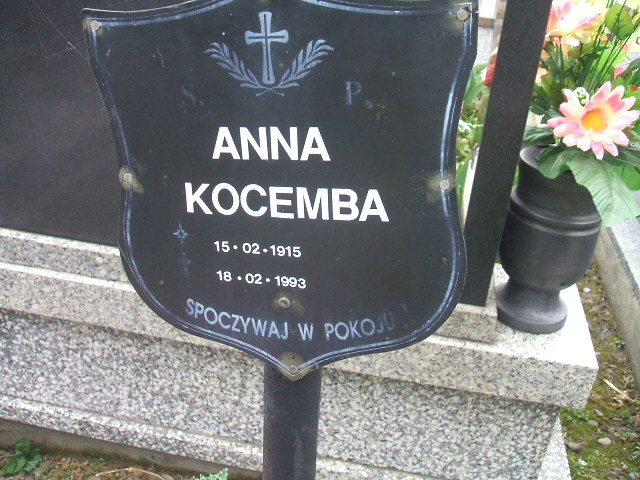 S P
ANNA
KOCEMBA
15•02•1915
18•02•1993
SPOCZYWAJ W POKOJU